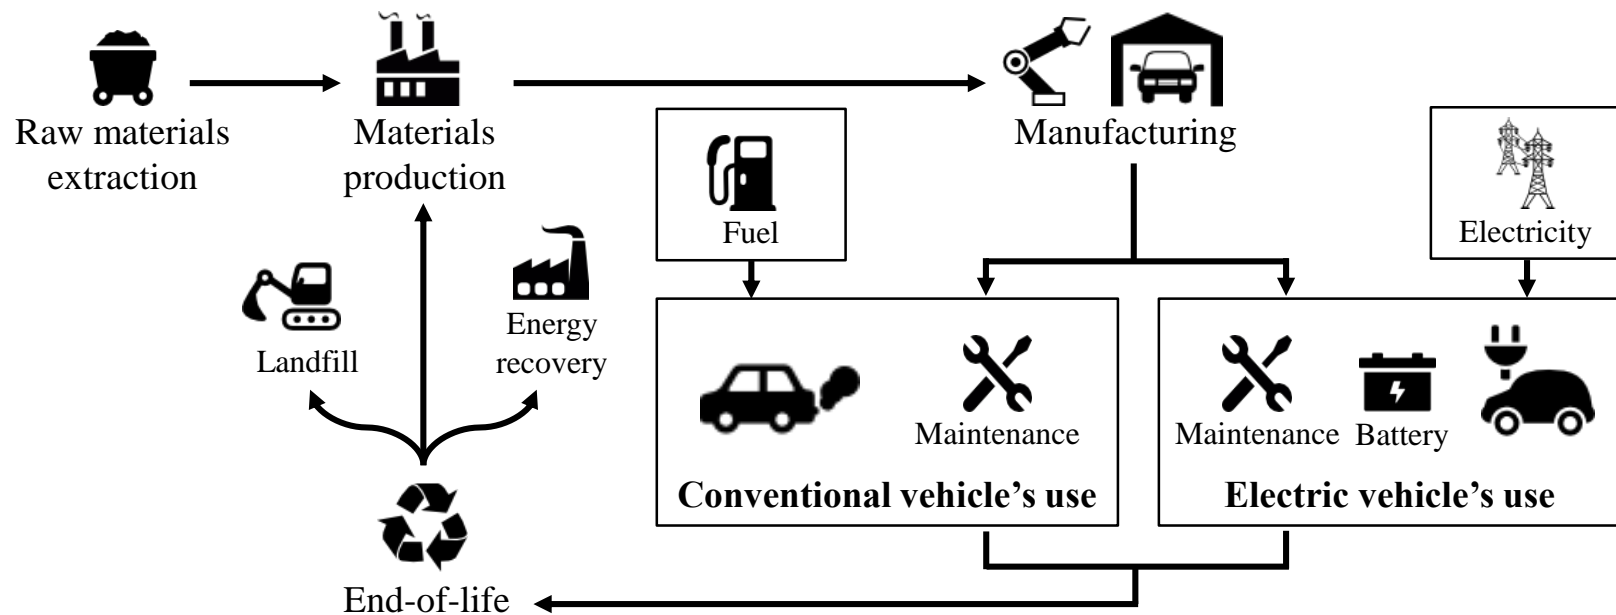 Raw materials
extraction
Materials
production
Manufacturing
Fuel
Electricity
Landfill
Energy
recovery
Maintenance
Conventional vehicle’s use
Maintenance
Battery
Electric vehicle’s use
End-of-life